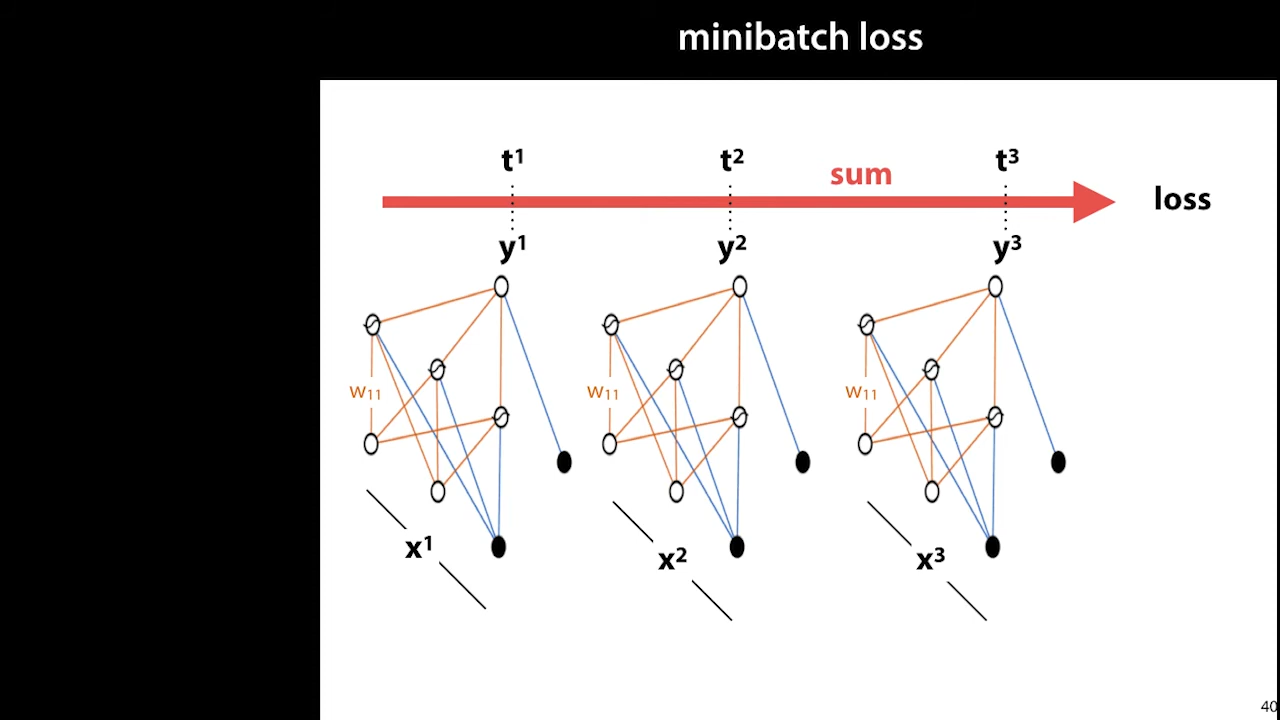 minibatch loss
t¹ t² t³
sum
loss
y¹ y² y³
w₁₁ w₁₁ w₁₁
x¹ x² x³
40